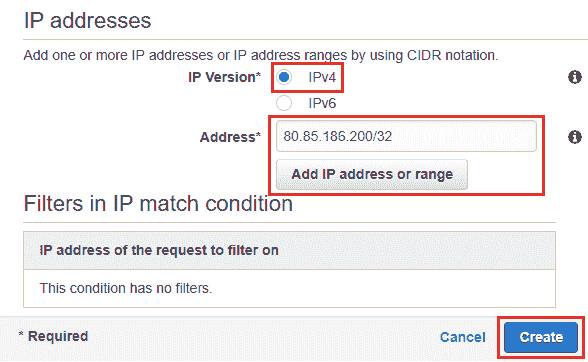 IP addresses
Add one or more IP addresses or IP address ranges by using CIDR notation.
IP Version* IPv4
IPv6
Address* 80.85.186.200/32
Add IP address or range
Filters in IP match condition
IP address of the request to filter on
This condition has no filters.
* Required Cancel Create